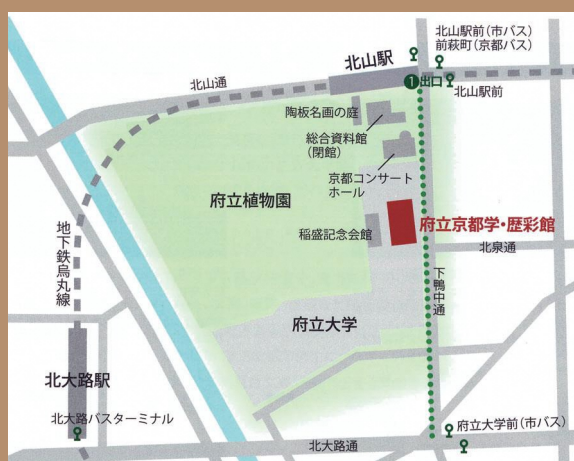 北山駅前(市バス)
前萩町(京都バス)
北山駅
1出口
北山通
北山駅前
陶板名画の庭
総合資料館
(閉館)
京都コンサート
ホール
府立植物園
府立京都学・歴彩館
稲盛記念会館
北泉通
地下鉄烏丸線
下鴨中通
府立大学
北大路駅
北大路バスターミナル
府立大学前(市バス)
北大路通